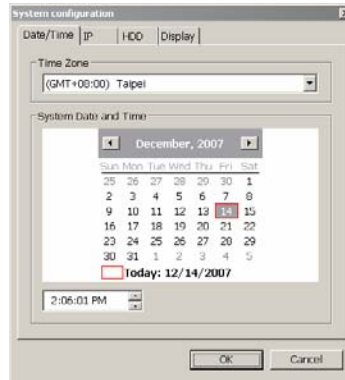 System configuration
Date/Time IP HDD Display
Time Zone
(GMT+08:00) Taipei
System Date and Time
December, 2007
Sun Mon Tue Wed Thu Fri Sat
25 26 27 28 29 30 1
2 3 4 5 6 7 8
9 10 11 12 13 14 15
16 17 18 19 20 21 22
23 24 25 26 27 28 29
30 31 1 2 3 4 5
Today: 12/14/2007
2:06:01 PM
OK Cancel